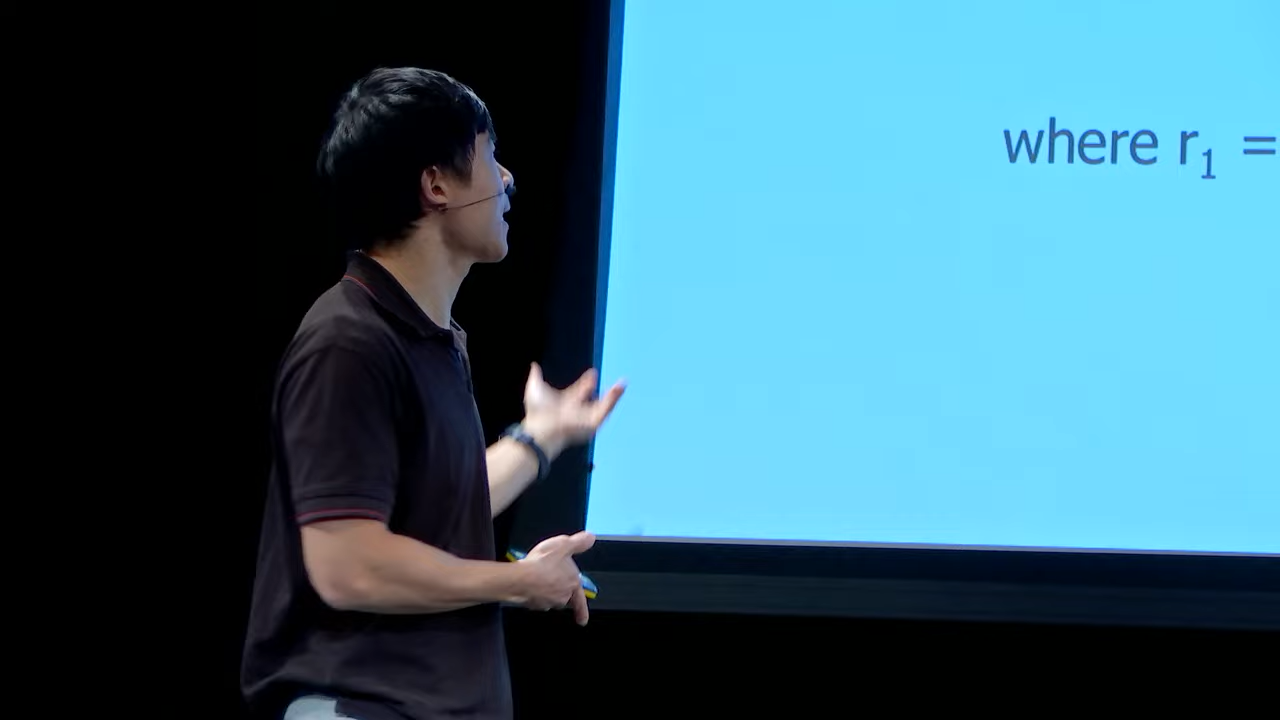 where r₁ =